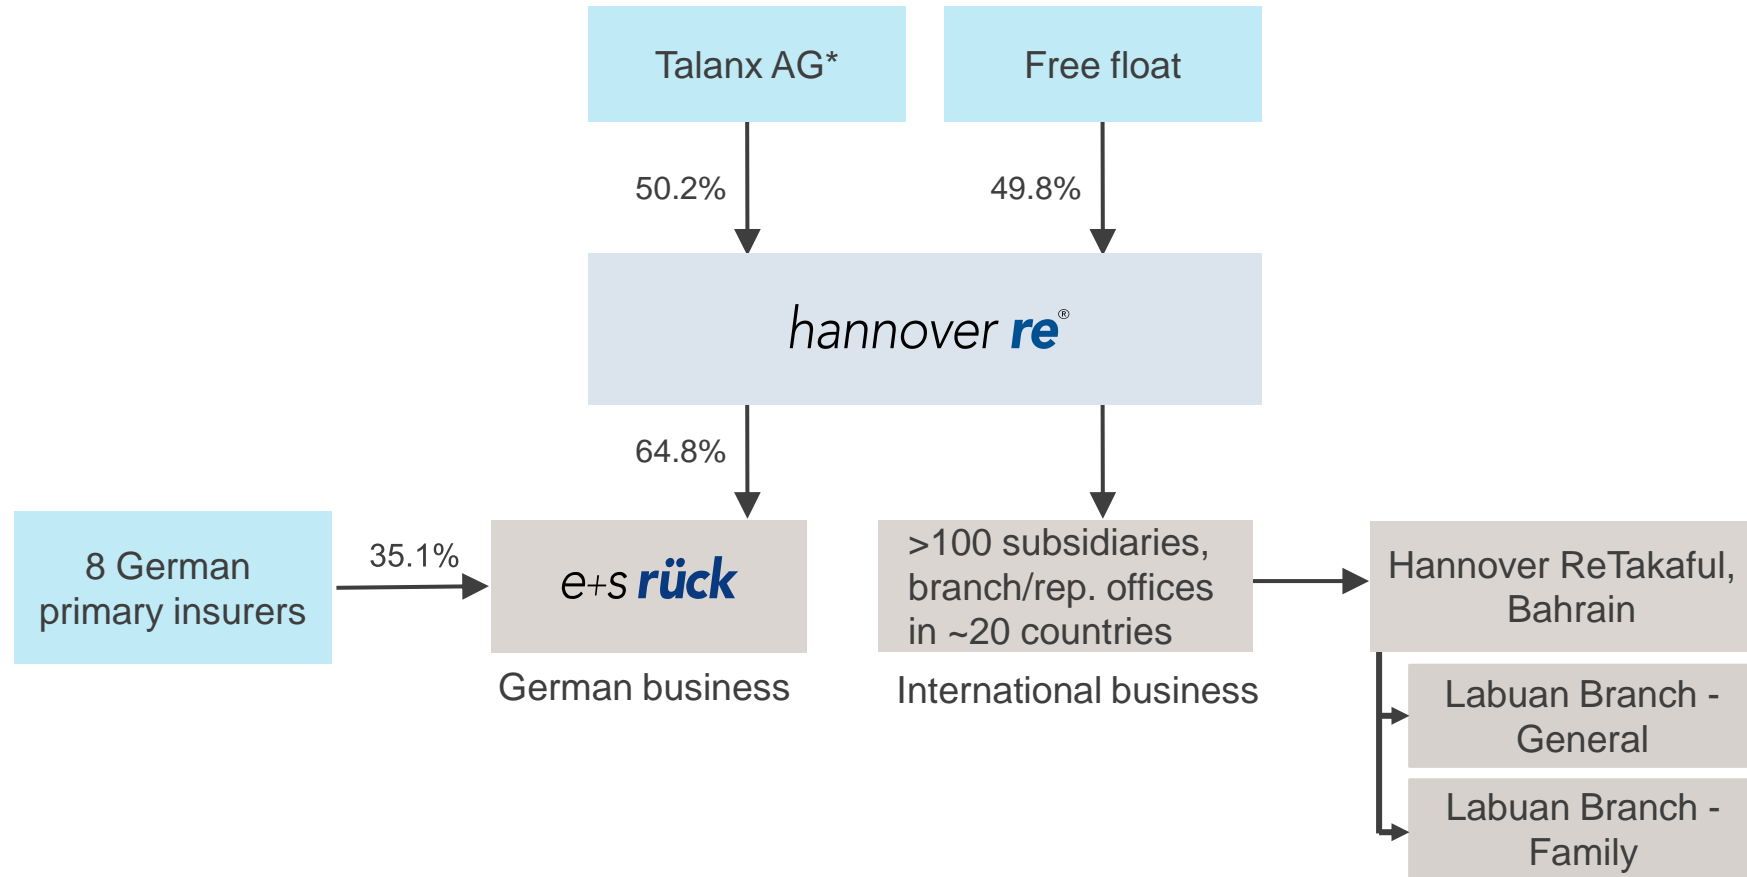 Talanx AG*
Free float
50.2%
49.8%
hannover re®
64.8%
8 German
primary insurers
35.1%
e+s rück
>100 subsidiaries,
branch/rep. offices
in ~20 countries
Hannover ReTakaful,
Bahrain
German business
International business
Labuan Branch -
General
Labuan Branch -
Family